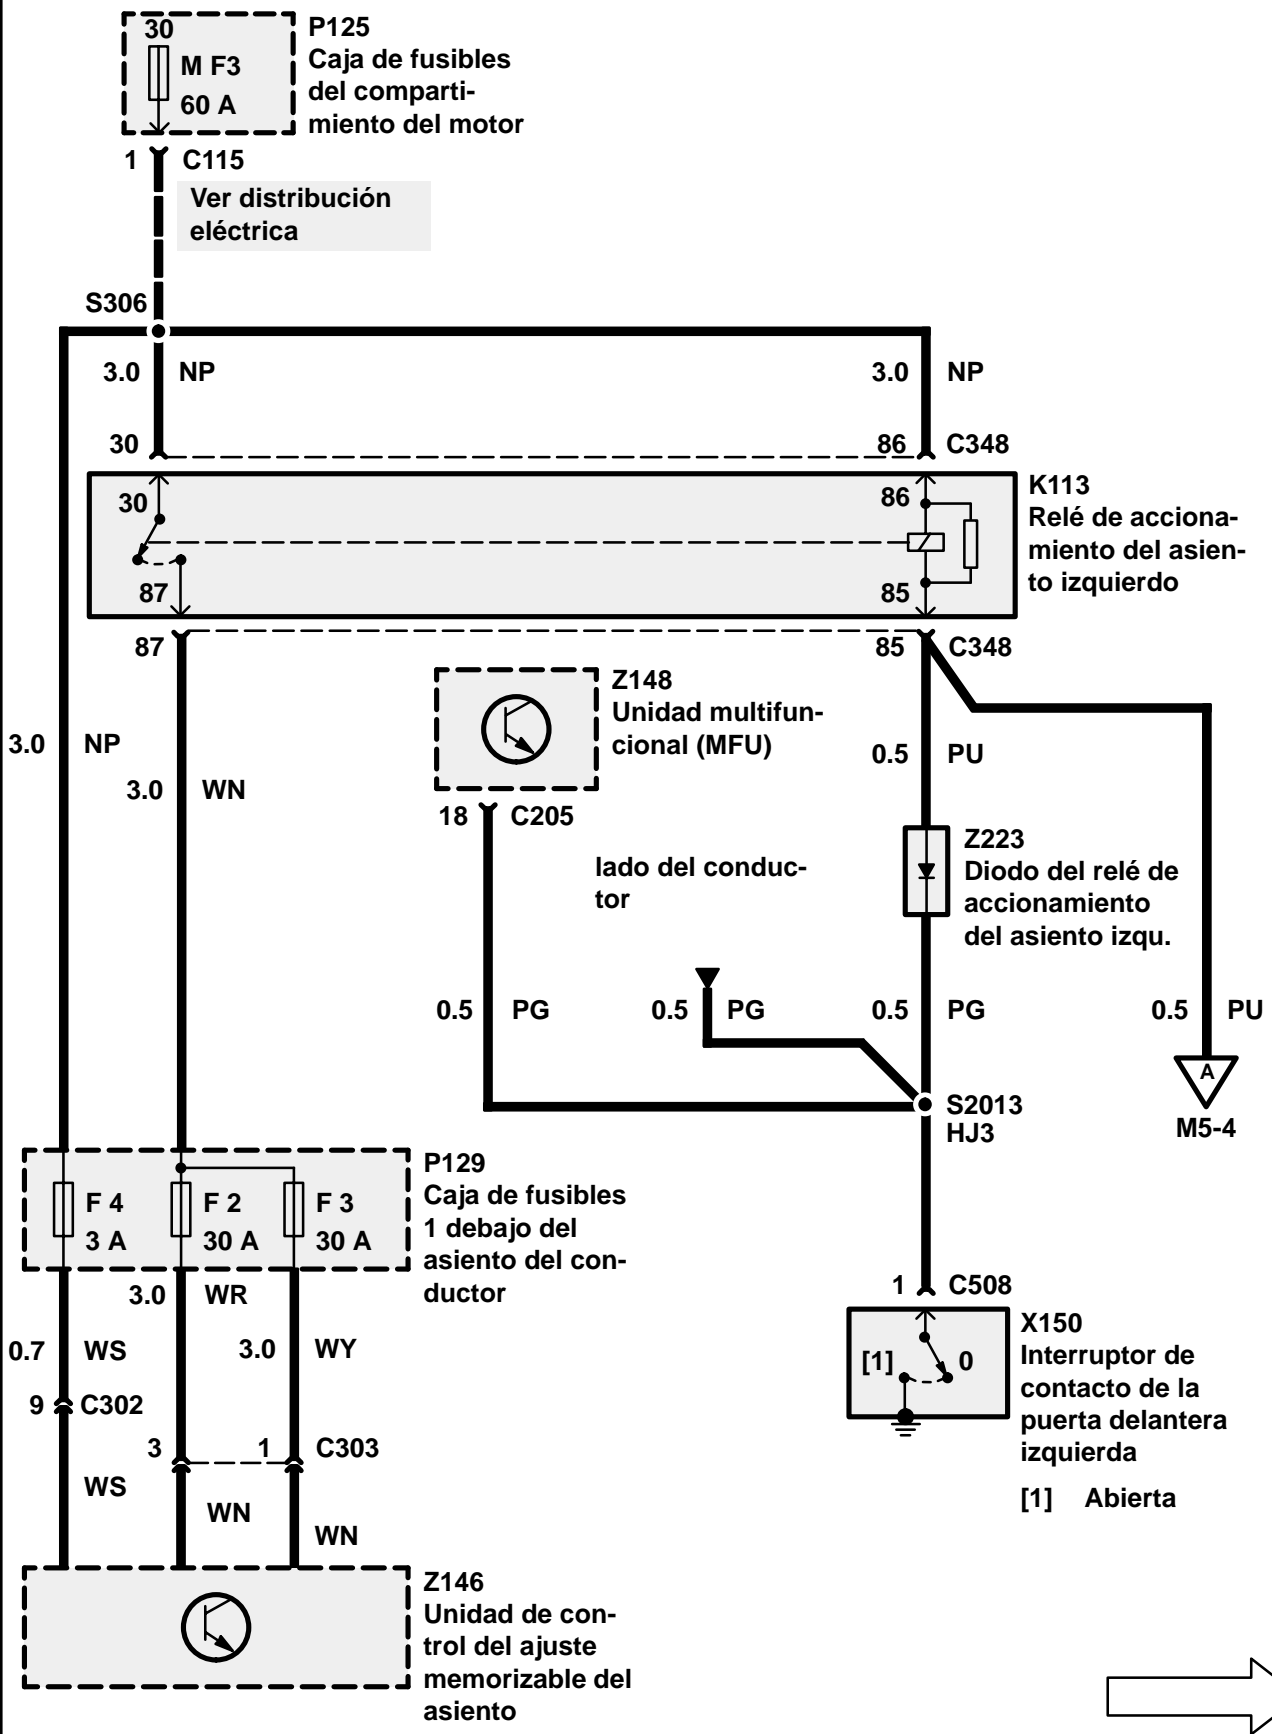 30
M F3
60 A
P125
Caja de fusibles
del comparti-
miento del motor
1 C115
Ver distribución
eléctrica
S306
3.0 NP
3.0 NP
30
86 C348
30
86
87
85
K113
Relé de acciona-
miento del asien-
to izquierdo
87
85 C348
Z148
Unidad multifun-
cional (MFU)
3.0 NP
3.0 WN
0.5 PU
18 C205
lado del conduc-
tor
Z223
Diodo del relé de
accionamiento
del asiento izqu.
0.5 PG
0.5 PG
0.5 PG
0.5 PU
A
M5-4
S2013
HJ3
F 4
3 A
F 2
30 A
F 3
30 A
P129
Caja de fusibles
1 debajo del
asiento del con-
ductor
3.0 WR
0.7 WS
3.0 WY
9 C302
3
1 C303
WS
WN
WN
1 C508
[1]
0
X150
Interruptor de
contacto de la
puerta delantera
izquierda
[1] Abierta
Z146
Unidad de con-
trol del ajuste
memorizable del
asiento